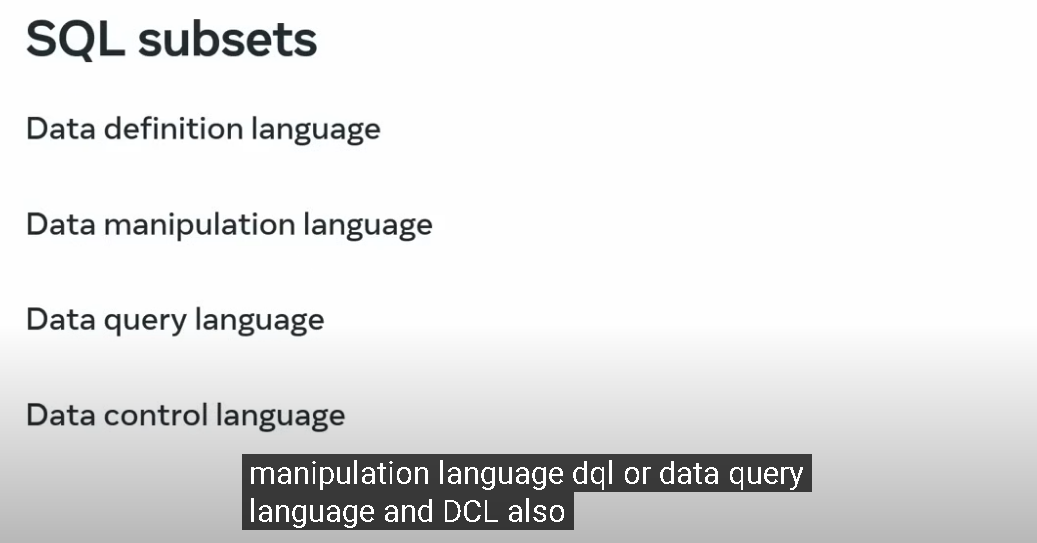 SQL subsets
Data definition language
Data manipulation language
Data query language
Data control language
manipulation language dql or data query
language and DCL also